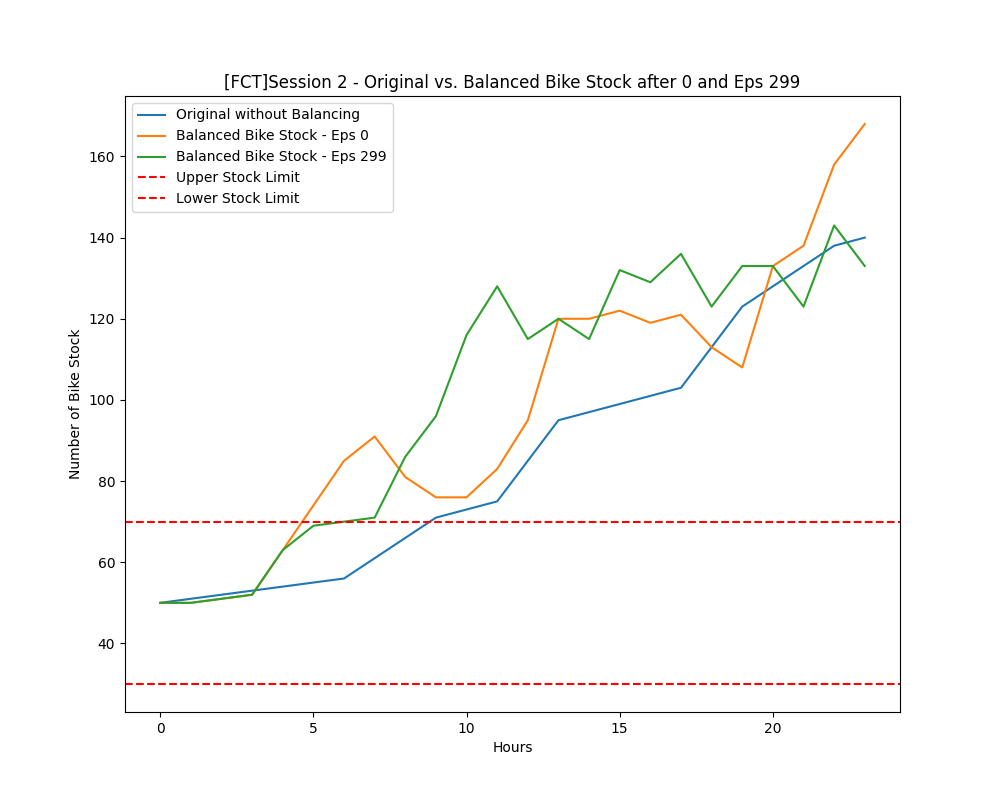 [FCT]Session 2 - Original vs. Balanced Bike Stock after 0 and Eps 299
Original without Balancing
Balanced Bike Stock - Eps 0
Balanced Bike Stock - Eps 299
Upper Stock Limit
Lower Stock Limit
160
140
120
100
80
60
40
Number of Bike Stock
0 5 10 15 20
Hours